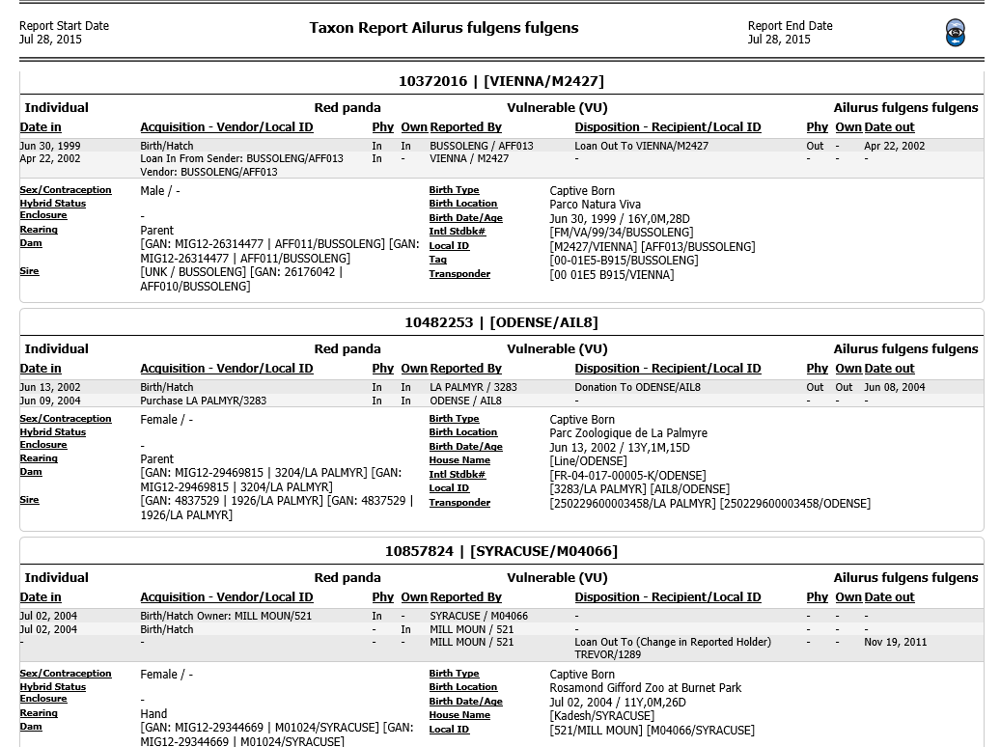 Report Start Date
Jul 28, 2015
Taxon Report Ailurus fulgens fulgens
Report End Date
Jul 28, 2015
10372016 | [VIENNA/M2427]
Individual Red panda Vulnerable (VU) Ailurus fulgens fulgens
Date in Acquisition - Vendor/Local ID Phy Own Reported By Disposition - Recipient/Local ID Phy Own Date out
Jun 30, 1999 Birth/Hatch In In BUSSOLENG / AFF013 Loan Out To VIENNA/M2427 Out - Apr 22, 2002
Apr 22, 2002 Loan In From Sender: BUSSOLENG/AFF013 In - VIENNA / M2427 - - - -
Vendor: BUSSOLENG/AFF013
Sex/Contraception Male / -
Hybrid Status
Enclosure -
Rearing Parent
Dam [GAN: MIG12-26314477 | AFF011/BUSSOLENG] [GAN:
MIG12-26314477 | AFF011/BUSSOLENG]
Sire [UNK / BUSSOLENG] [GAN: 26176042 |
AFF010/BUSSOLENG]
Birth Type Captive Born
Birth Location Parco Natura Viva
Birth Date/Age Jun 30, 1999 / 16Y,0M,28D
Intl Stdbk# [FM/VA/99/34/BUSSOLENG]
Local ID [M2427/VIENNA] [AFF013/BUSSOLENG]
Tag [00-01E5-B915/BUSSOLENG]
Transponder [00 01E5 B915/VIENNA]
10482253 | [ODENSE/AIL8]
Individual Red panda Vulnerable (VU) Ailurus fulgens fulgens
Date in Acquisition - Vendor/Local ID Phy Own Reported By Disposition - Recipient/Local ID Phy Own Date out
Jun 13, 2002 Birth/Hatch In In LA PALMYR / 3283 Donation To ODENSE/AIL8 Out Out Jun 08, 2004
Jun 09, 2004 Purchase LA PALMYR/3283 In In ODENSE / AIL8 - - - -
Sex/Contraception Female / -
Hybrid Status
Enclosure -
Rearing Parent
Dam [GAN: MIG12-29469815 | 3204/LA PALMYR] [GAN:
MIG12-29469815 | 3204/LA PALMYR]
Sire [GAN: 4837529 | 1926/LA PALMYR] [GAN: 4837529 |
1926/LA PALMYR]
Birth Type Captive Born
Birth Location Parc Zoologique de La Palmyre
Birth Date/Age Jun 13, 2002 / 13Y,1M,15D
House Name [Line/ODENSE]
Intl Stdbk# [FR-04-017-00005-K/ODENSE]
Local ID [3283/LA PALMYR] [AIL8/ODENSE]
Transponder [250229600003458/LA PALMYR] [250229600003458/ODENSE]
10857824 | [SYRACUSE/M04066]
Individual Red panda Vulnerable (VU) Ailurus fulgens fulgens
Date in Acquisition - Vendor/Local ID Phy Own Reported By Disposition - Recipient/Local ID Phy Own Date out
Jul 02, 2004 Birth/Hatch Owner: MILL MOUN/521 In - SYRACUSE / M04066 - - - -
Jul 02, 2004 Birth/Hatch - In MILL MOUN / 521 - - - -
- - - - MILL MOUN / 521 Loan Out To (Change in Reported Holder) - - Nov 19, 2011
TREVOR/1289
Sex/Contraception Female / -
Hybrid Status
Enclosure -
Rearing Hand
Dam [GAN: MIG12-29344669 | M01024/SYRACUSE] [GAN:
MIG12-29344669 | M01024/SYRACUSE]
Birth Type Captive Born
Birth Location Rosamond Gifford Zoo at Burnet Park
Birth Date/Age Jul 02, 2004 / 11Y,0M,26D
House Name [Kadesh/SYRACUSE]
Local ID [521/MILL MOUN] [M04066/SYRACUSE]